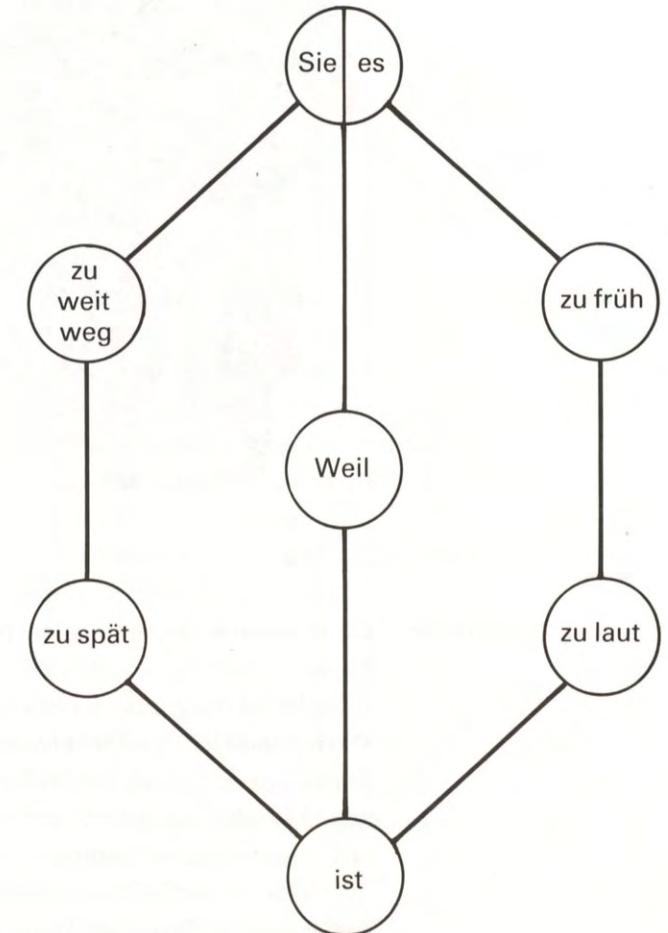 Sie es
zu
weit
weg
zu früh
Weil
zu spät
zu laut
ist